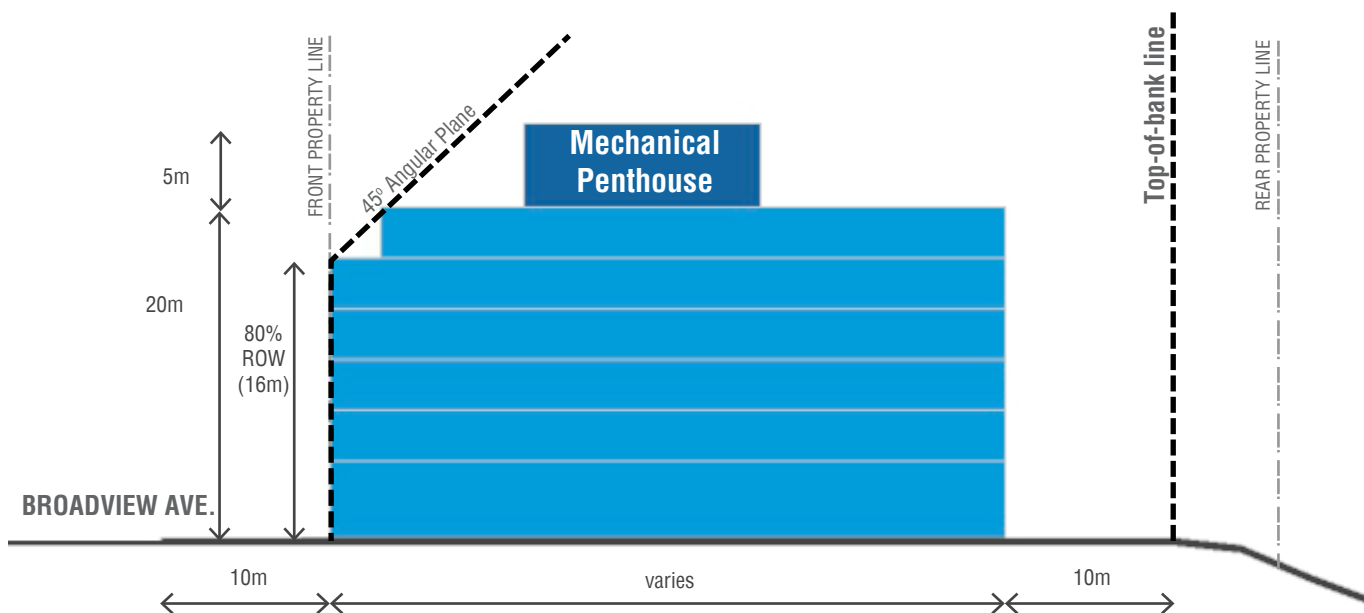 FRONT PROPERTY LINE
45º Angular Plane
Mechanical
Penthouse
Top-of-bank line
REAR PROPERTY LINE
5m
20m
80%
ROW
(16m)
BROADVIEW AVE.
10m
varies
10m